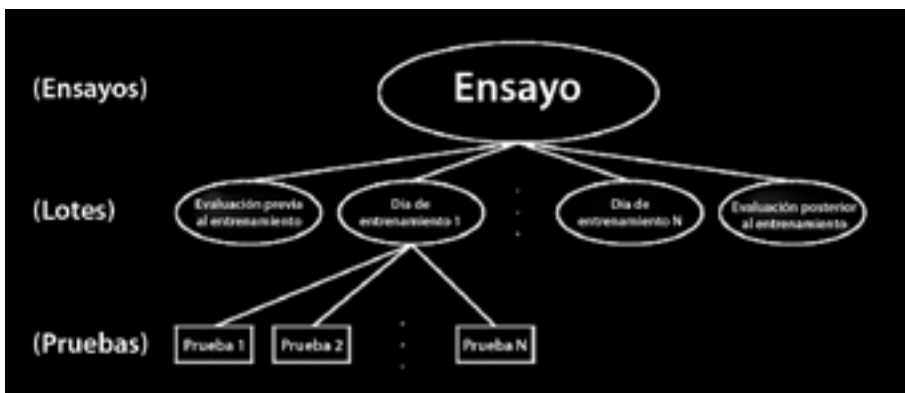 (Ensayos)
Ensayo
(Lotes)
Evaluación previa
al entrenamiento
Día de
entrenamiento 1
Día de
entrenamiento N
Evaluación posterior
al entrenamiento
(Pruebas)
Prueba 1
Prueba 2
Prueba N